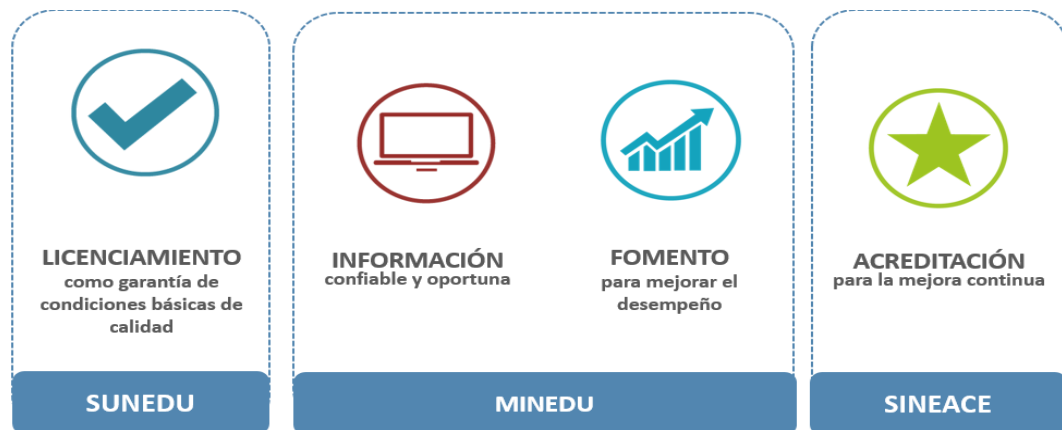 LICENCIAMIENTO
como garantía de
condiciones básicas de
calidad
SUNEDU
INFORMACIÓN
confiable y oportuna
FOMENTO
para mejorar el
desempeño
MINEDU
ACREDITACIÓN
para la mejora continua
SINEACE